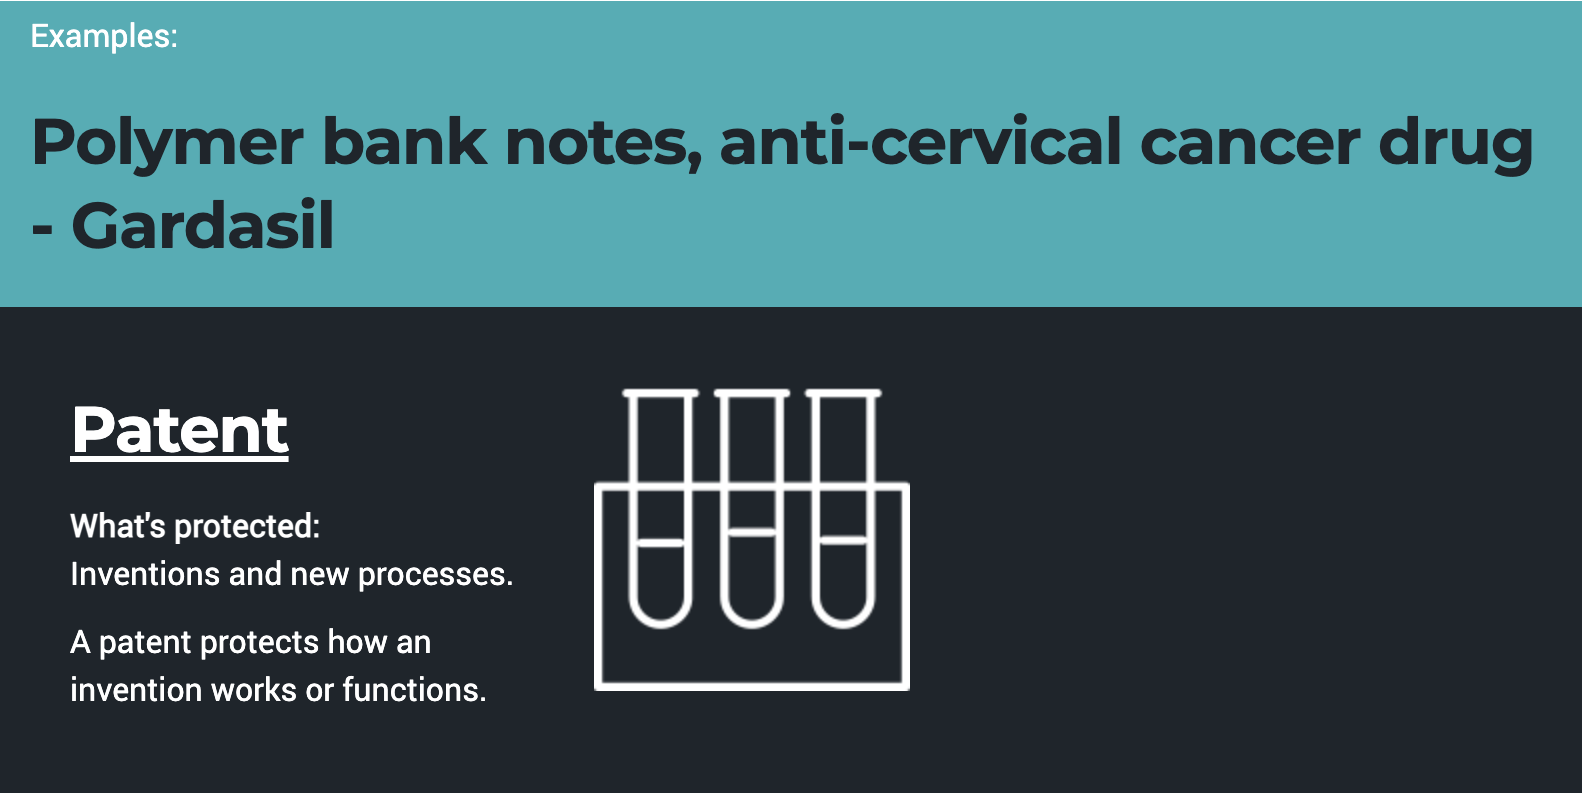 Examples:
Polymer bank notes, anti-cervical cancer drug
- Gardasil
Patent
What's protected:
Inventions and new processes.
A patent protects how an
invention works or functions.